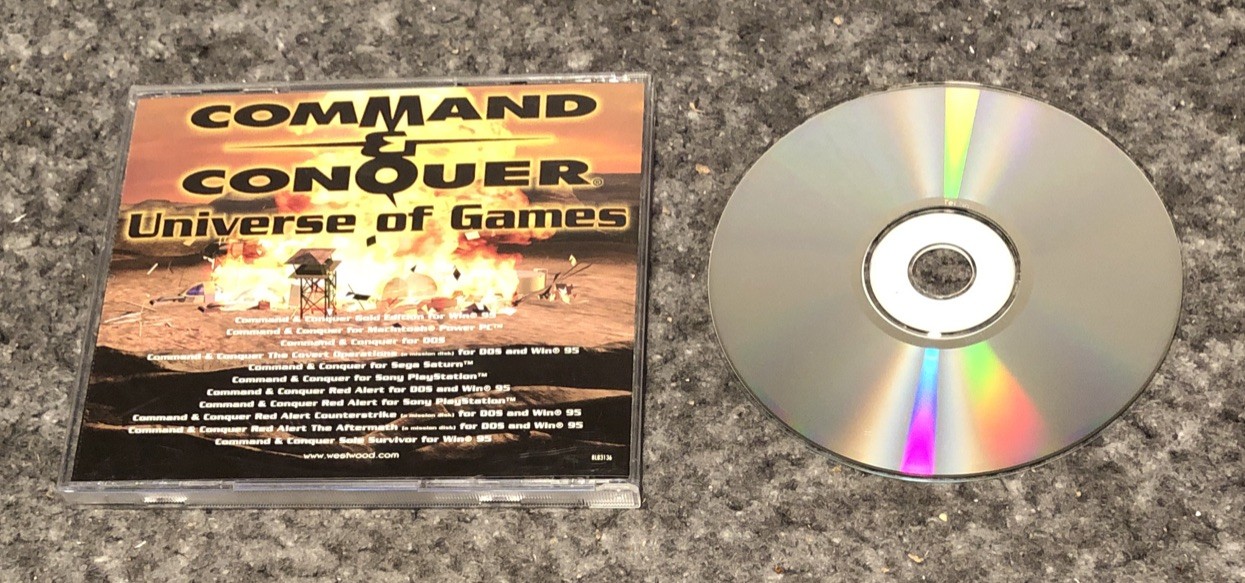 COMMAND
&
CONQUER®
Universe of Games
Command & Conquer Gold Edition for Win® 95
Command & Conquer for Macintosh® Power PC™
Command & Conquer for DOS
Command & Conquer The Covert Operations (a mission disk) for DOS and Win® 95
Command & Conquer for Sega Saturn™
Command & Conquer for Sony PlayStation™
Command & Conquer Red Alert for DOS and Win® 95
Command & Conquer Red Alert for Sony PlayStation™
Command & Conquer Red Alert Counterstrike (a mission disk) for DOS and Win® 95
Command & Conquer Red Alert The Aftermath (a mission disk) for DOS and Win® 95
Command & Conquer Sole Survivor for Win® 95
www.westwood.com